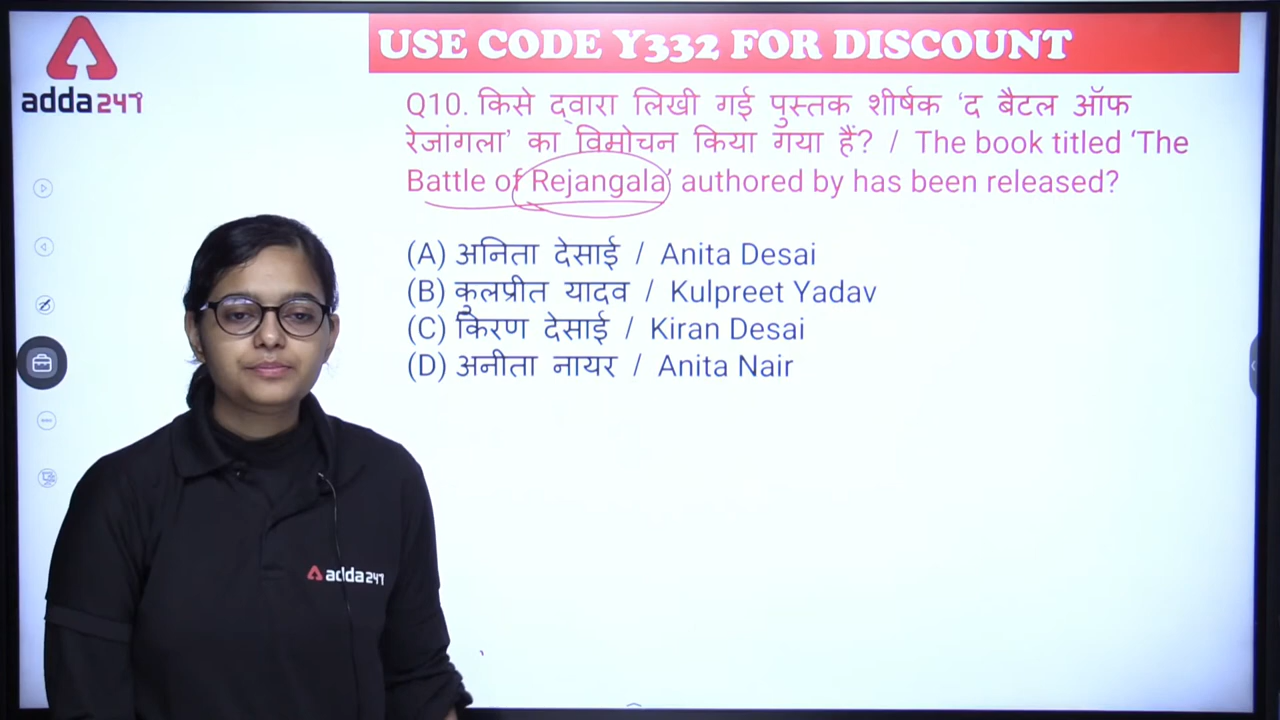 USE CODE Y332 FOR DISCOUNT
adda247
Q10. किसे द्वारा लिखी गई पुस्तक शीर्षक ‘द बैटल ऑफ
रेजांगला’ का विमोचन किया गया हैं? / The book titled ‘The
Battle of Rejangala’ authored by has been released?
(A) अनिता देसाई / Anita Desai
(B) कुलप्रीत यादव / Kulpreet Yadav
(C) किरण देसाई / Kiran Desai
(D) अनीता नायर / Anita Nair
adda247